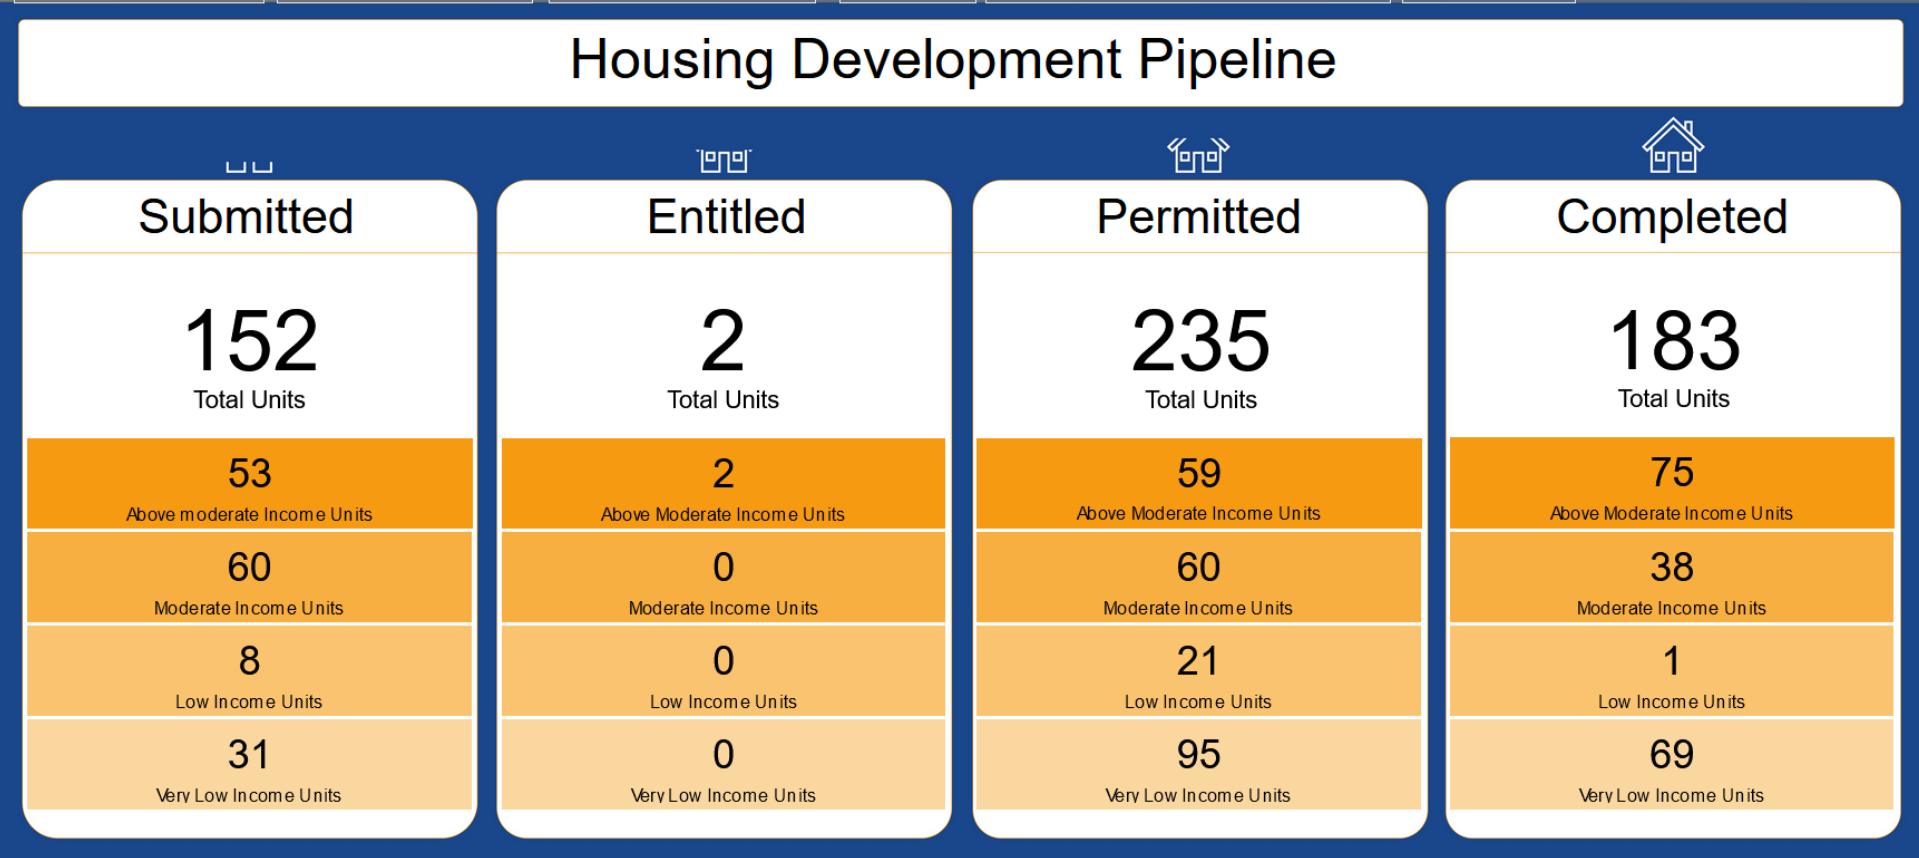 Housing Development Pipeline
Submitted
152
Total Units
53
Above moderate Income Units
60
Moderate Income Units
8
Low Income Units
31
Very Low Income Units
Entitled
2
Total Units
2
Above Moderate Income Units
0
Moderate Income Units
0
Low Income Units
0
Very Low Income Units
Permitted
235
Total Units
59
Above Moderate Income Units
60
Moderate Income Units
21
Low Income Units
95
Very Low Income Units
Completed
183
Total Units
75
Above Moderate Income Units
38
Moderate Income Units
1
Low Income Units
69
Very Low Income Units